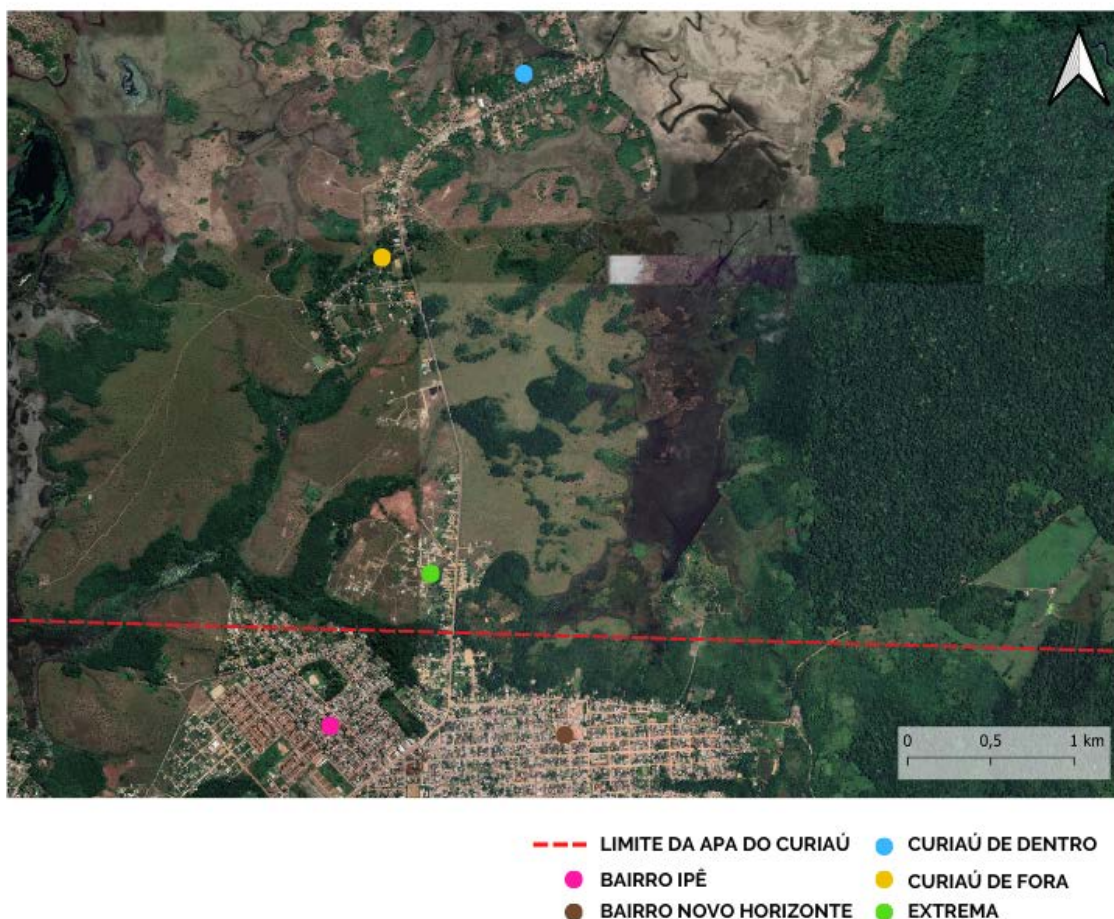 0 0,5 1 km
LIMITE DA APA DO CURIAÚ
CURIAÚ DE DENTRO
BAIRRO IPÊ
CURIAÚ DE FORA
BAIRRO NOVO HORIZONTE
EXTREMA